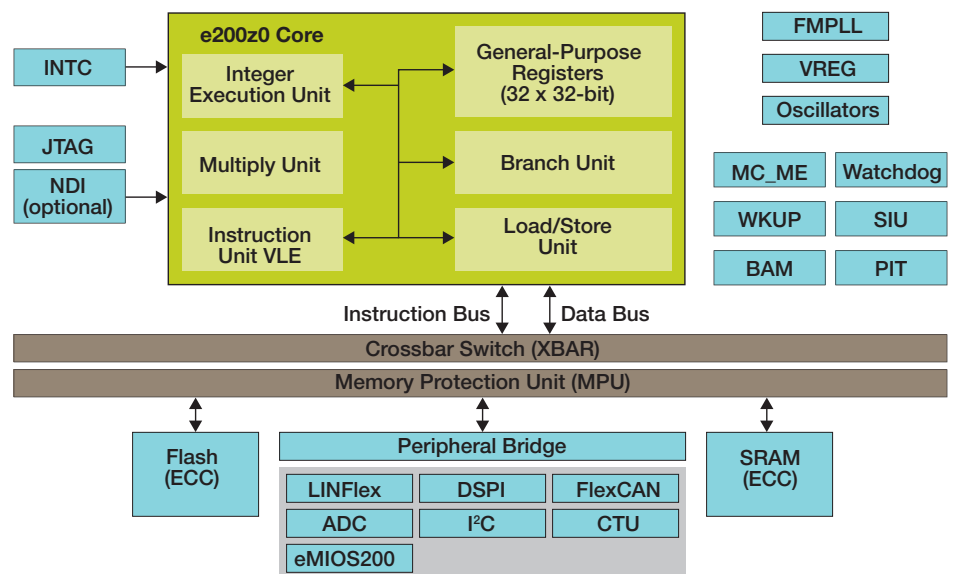 e200z0 Core
INTC
Integer
Execution Unit
General-Purpose
Registers
(32 x 32-bit)
FMPLL
VREG
Oscillators
JTAG
NDI
(optional)
Multiply Unit
Branch Unit
MC_ME
Watchdog
Instruction
Unit VLE
Load/Store
Unit
WKUP
SIU
BAM
PIT
Instruction Bus
Data Bus
Crossbar Switch (XBAR)
Memory Protection Unit (MPU)
Flash
(ECC)
Peripheral Bridge
SRAM
(ECC)
LINFlex
DSPI
FlexCAN
ADC
I²C
CTU
eMIOS200